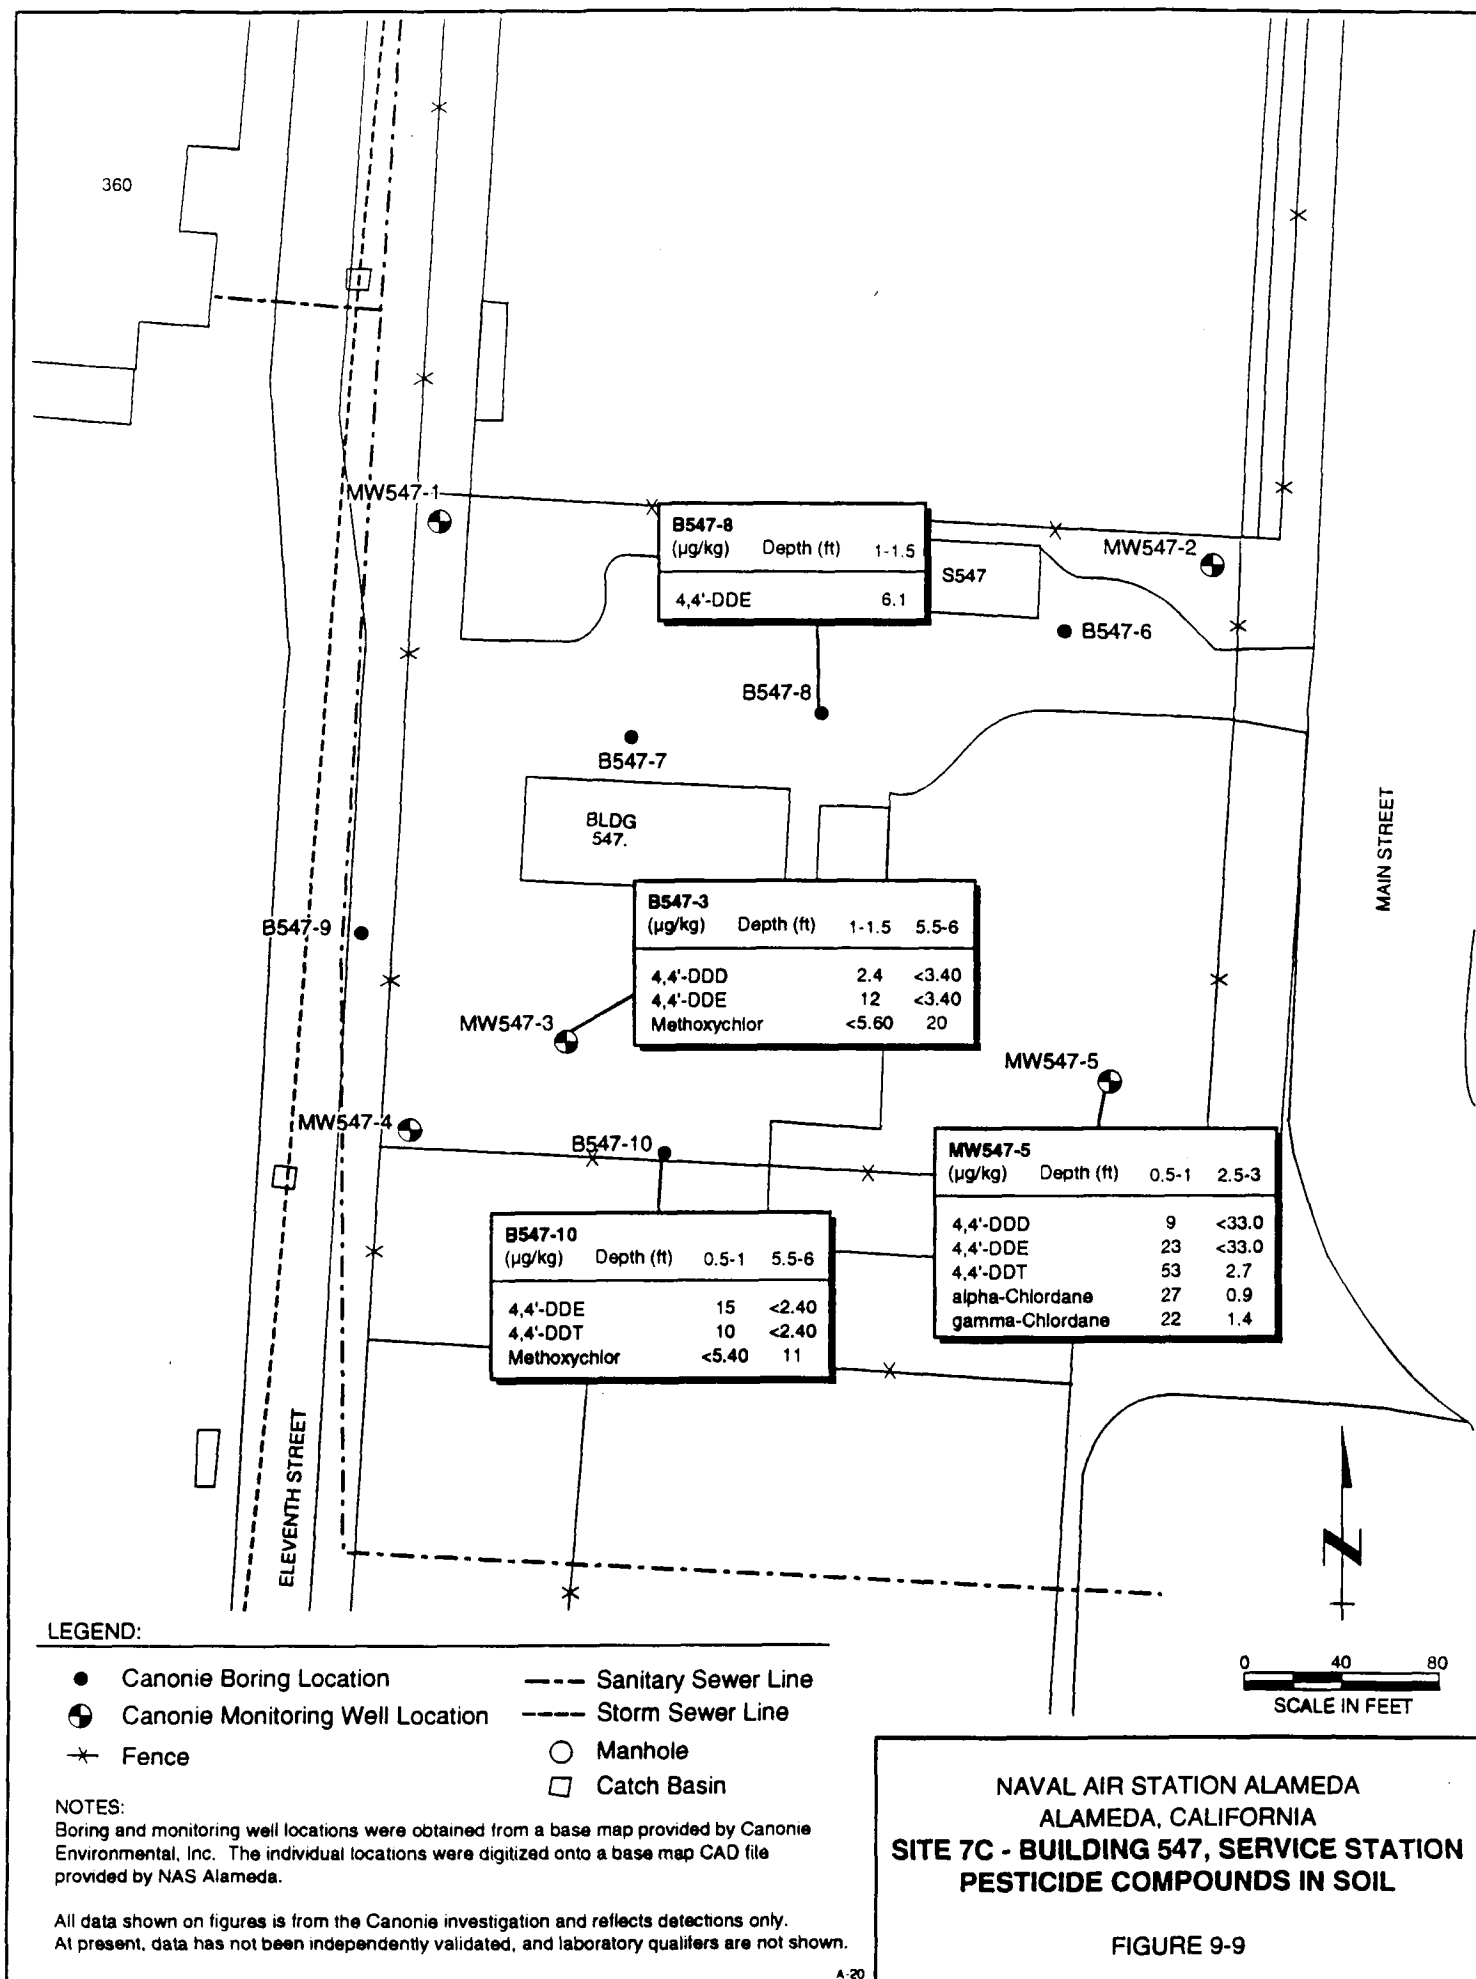 360
MW547-1
B547-8
(µg/kg) Depth (ft) 1-1.5
4,4'-DDE 6.1
S547
MW547-2
B547-6
B547-8
B547-7
BLDG
547.
MAIN STREET
B547-9
B547-3
(µg/kg) Depth (ft) 1-1.5 5.5-6
4,4'-DDD 2.4 <3.40
4,4'-DDE 12 <3.40
Methoxychlor <5.60 20
MW547-3
MW547-5
MW547-4
B547-10
MW547-5
(µg/kg) Depth (ft) 0.5-1 2.5-3
4,4'-DDD 9 <33.0
4,4'-DDE 23 <33.0
4,4'-DDT 53 2.7
alpha-Chlordane 27 0.9
gamma-Chlordane 22 1.4
B547-10
(µg/kg) Depth (ft) 0.5-1 5.5-6
4,4'-DDE 15 <2.40
4,4'-DDT 10 <2.40
Methoxychlor <5.40 11
ELEVENTH STREET
Z
LEGEND:
Canonie Boring Location
Canonie Monitoring Well Location
Fence
Sanitary Sewer Line
Storm Sewer Line
Manhole
Catch Basin
0 40 80
SCALE IN FEET
NOTES:
Boring and monitoring well locations were obtained from a base map provided by Canonie
Environmental, Inc. The individual locations were digitized onto a base map CAD file
provided by NAS Alameda.
All data shown on figures is from the Canonie investigation and reflects detections only.
At present, data has not been independently validated, and laboratory qualifers are not shown.
A-20
NAVAL AIR STATION ALAMEDA
ALAMEDA, CALIFORNIA
SITE 7C - BUILDING 547, SERVICE STATION
PESTICIDE COMPOUNDS IN SOIL
FIGURE 9-9